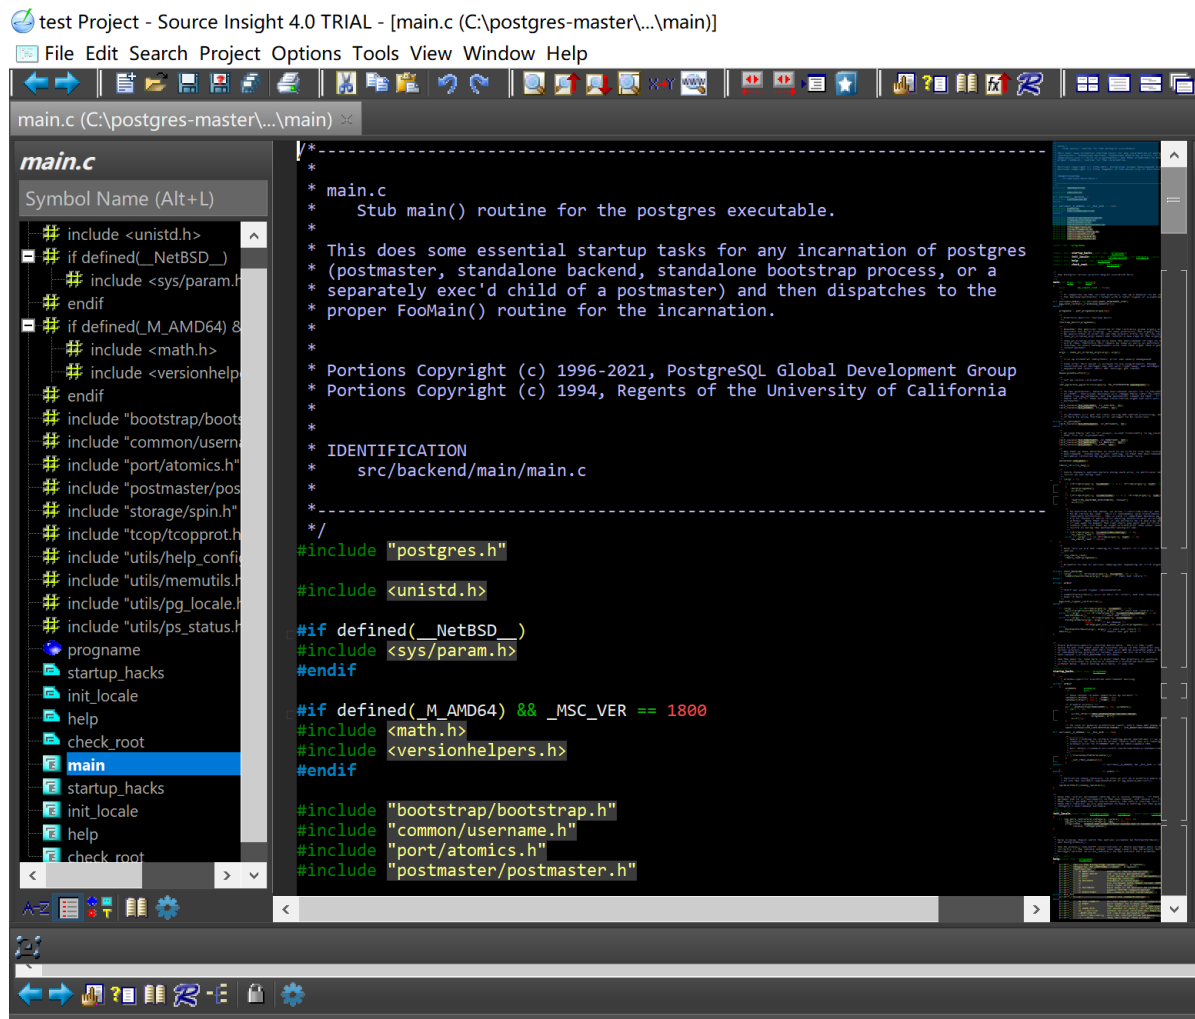 test Project - Source Insight 4.0 TRIAL - [main.c (C:\postgres-master\...\main)]
File Edit Search Project Options Tools View Window Help
main.c (C:\postgres-master\...\main)
main.c
Symbol Name (Alt+L)
include <unistd.h>
if defined(__NetBSD__)
include <sys/param.h
endif
if defined(_M_AMD64) &
include <math.h>
include <versionhelpe
endif
include "bootstrap/boots
include "common/userna
include "port/atomics.h"
include "postmaster/pos
include "storage/spin.h"
include "tcop/tcopprot.h
include "utils/help_config
include "utils/memutils.h
include "utils/pg_locale.h
include "utils/ps_status.h
progname
startup_hacks
init_locale
help
check_root
main
startup_hacks
init_locale
help
check_root
/*-------------------------------------------------------------------------
 *
 * main.c
 *    Stub main() routine for the postgres executable.
 *
 * This does some essential startup tasks for any incarnation of postgres
 * (postmaster, standalone backend, standalone bootstrap process, or a
 * separately exec'd child of a postmaster) and then dispatches to the
 * proper FooMain() routine for the incarnation.
 *
 *
 * Portions Copyright (c) 1996-2021, PostgreSQL Global Development Group
 * Portions Copyright (c) 1994, Regents of the University of California
 *
 *
 * IDENTIFICATION
 *    src/backend/main/main.c
 *
 *-------------------------------------------------------------------------
 */
#include "postgres.h"
#include <unistd.h>
#if defined(__NetBSD__)
#include <sys/param.h>
#endif
#if defined(_M_AMD64) && _MSC_VER == 1800
#include <math.h>
#include <versionhelpers.h>
#endif
#include "bootstrap/bootstrap.h"
#include "common/username.h"
#include "port/atomics.h"
#include "postmaster/postmaster.h"
A-Z